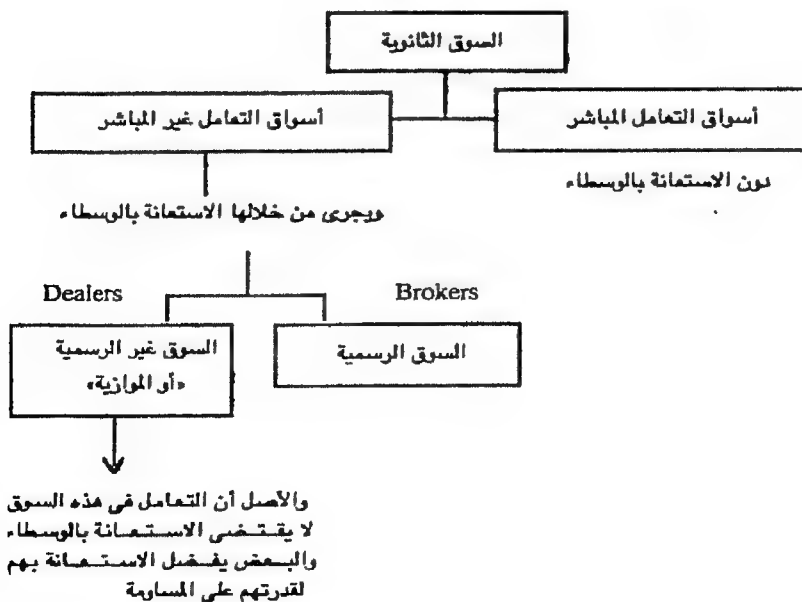 السوق الثانوية
أسواق التعامل المباشر
أسواق التعامل غير المباشر
دون الاستعانة بالوسطاء
ويجرى من خلالها الاستعانة بالوسطاء
Brokers
Dealers
السوق الرسمية
السوق غير الرسمية
«أو الموازية»
والأصل أن التعامل فى هذه السوق
لا يقتضى الاستعانة بالوسطاء
والبعض يفضل الاستعانة بهم
لقدرتهم على المساومة